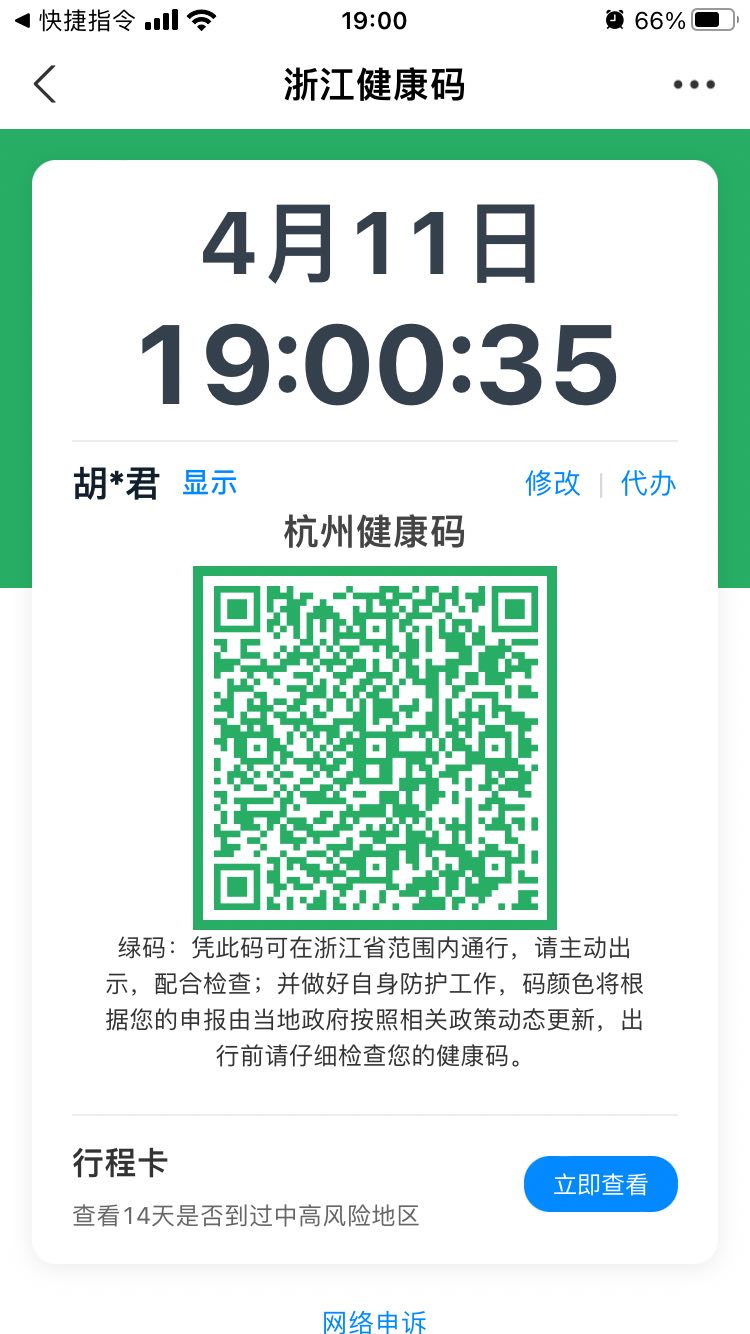 快捷指令 19:00 66%
浙江健康码
4月11日
19:00:35
胡*君 显示 修改 | 代办
杭州健康码
绿码：凭此码可在浙江省范围内通行，请主动出
示，配合检查；并做好自身防护工作，码颜色将根
据您的申报由当地政府按照相关政策动态更新，出
行前请仔细检查您的健康码。
行程卡
立即查看
查看14天是否到过中高风险地区
网络申诉